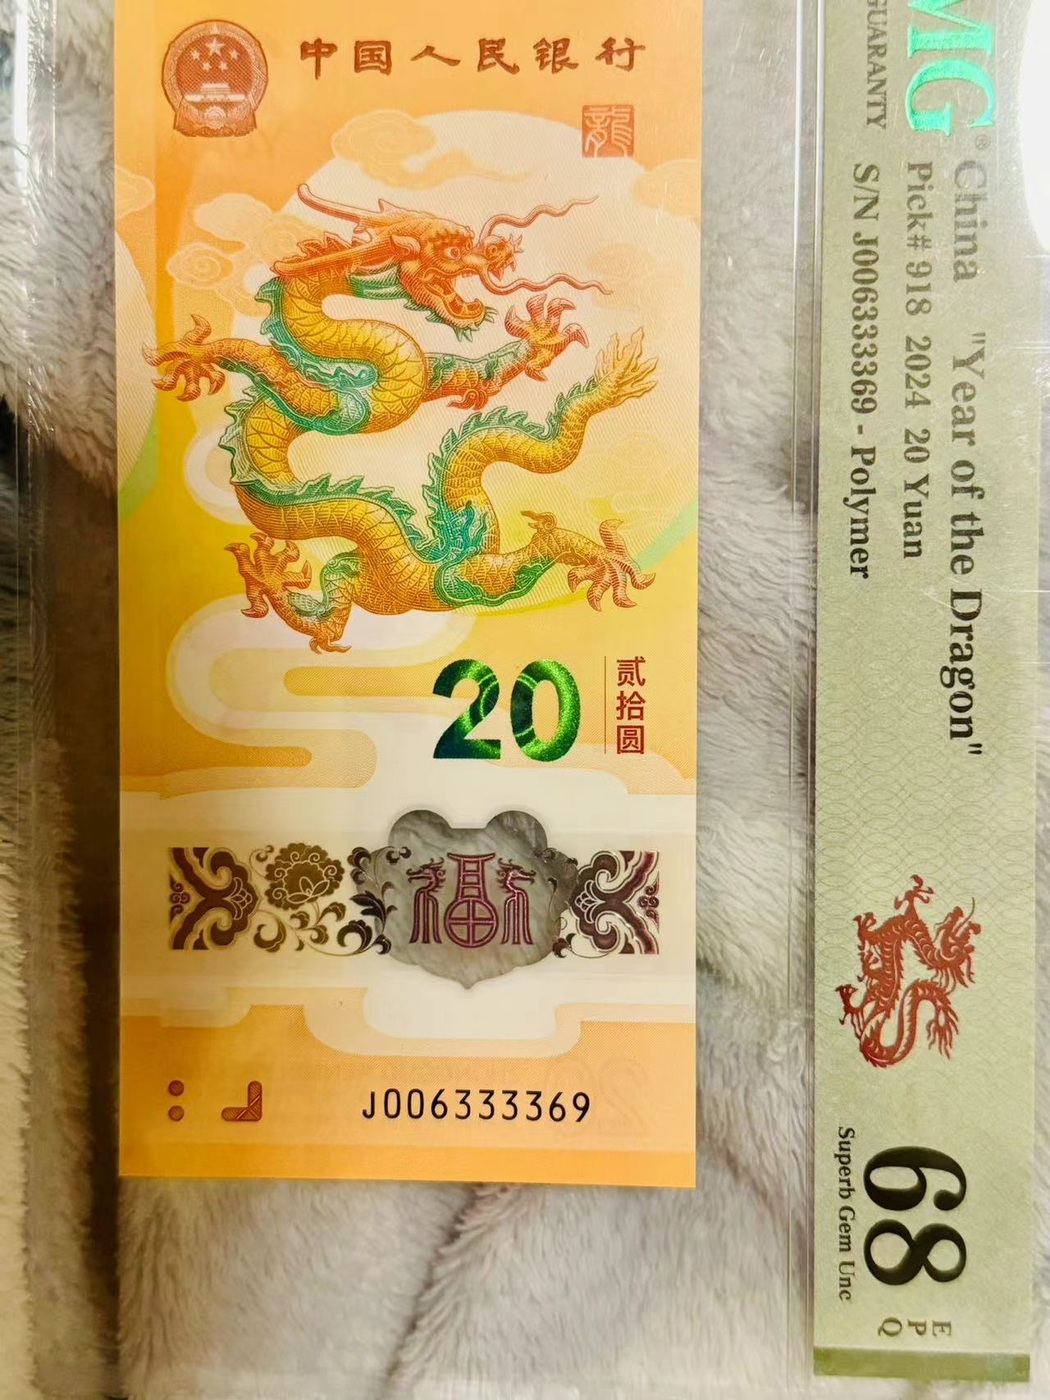 中国人民银行
龍
20
贰拾圆
福
J006333369
MG®
GUARANTY
China "Year of the Dragon"
Pick# 918 2024 20 Yuan
S/N J006333369 - Polymer
68
EPQ
Superb Gem Unc